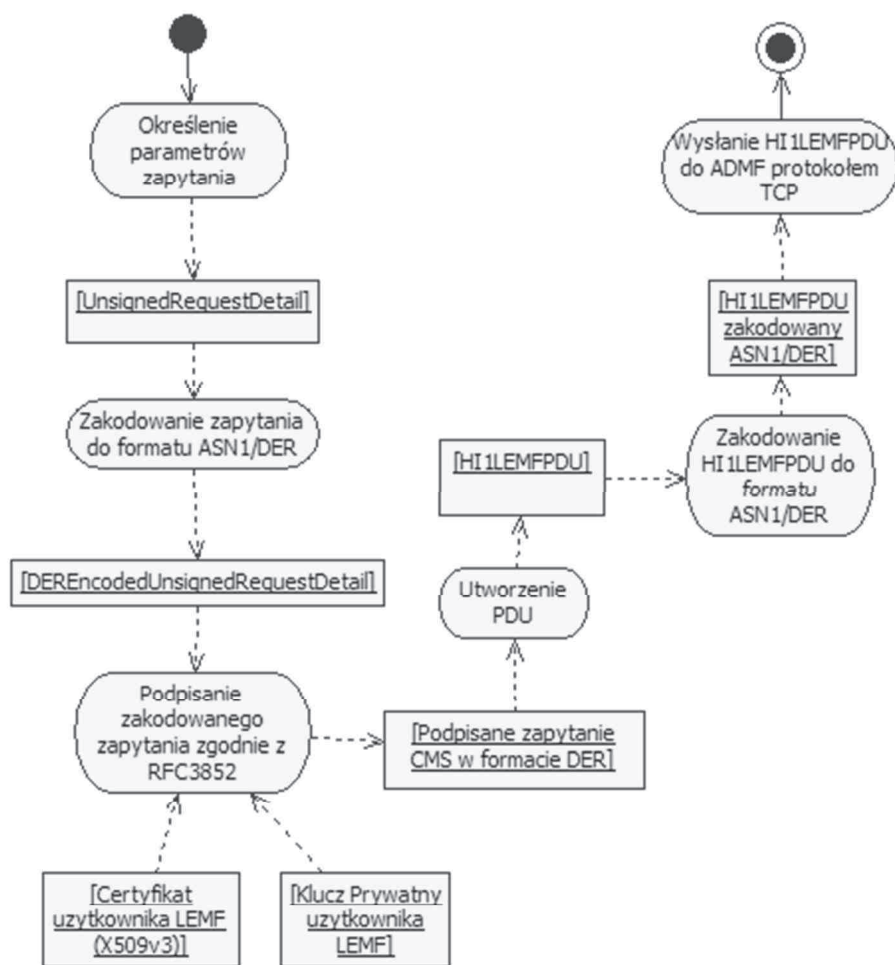 Określenie
parametrów
zapytania
[UnsignedRequestDetail]
Zakodowanie zapytania
do formatu ASN1/DER
[DEREncodedUnsignedRequestDetail]
Podpisanie
zakodowanego
zapytania zgodnie z
RFC3852
[Certyfikat
uzytkownika LEMF
(X509v3)]
[Klucz Prywatny
uzytkownika
LEMF]
[Podpisane zapytanie
CMS w formacie DER]
Utworzenie
PDU
[HI1LEMFPDU]
Zakodowanie
HI1LEMFPDU do
formatu
ASN1/DER
[HI1LEMFPDU
zakodowany
ASN1/DER]
Wysłanie HI1LEMFPDU
do ADMF protokołem
TCP